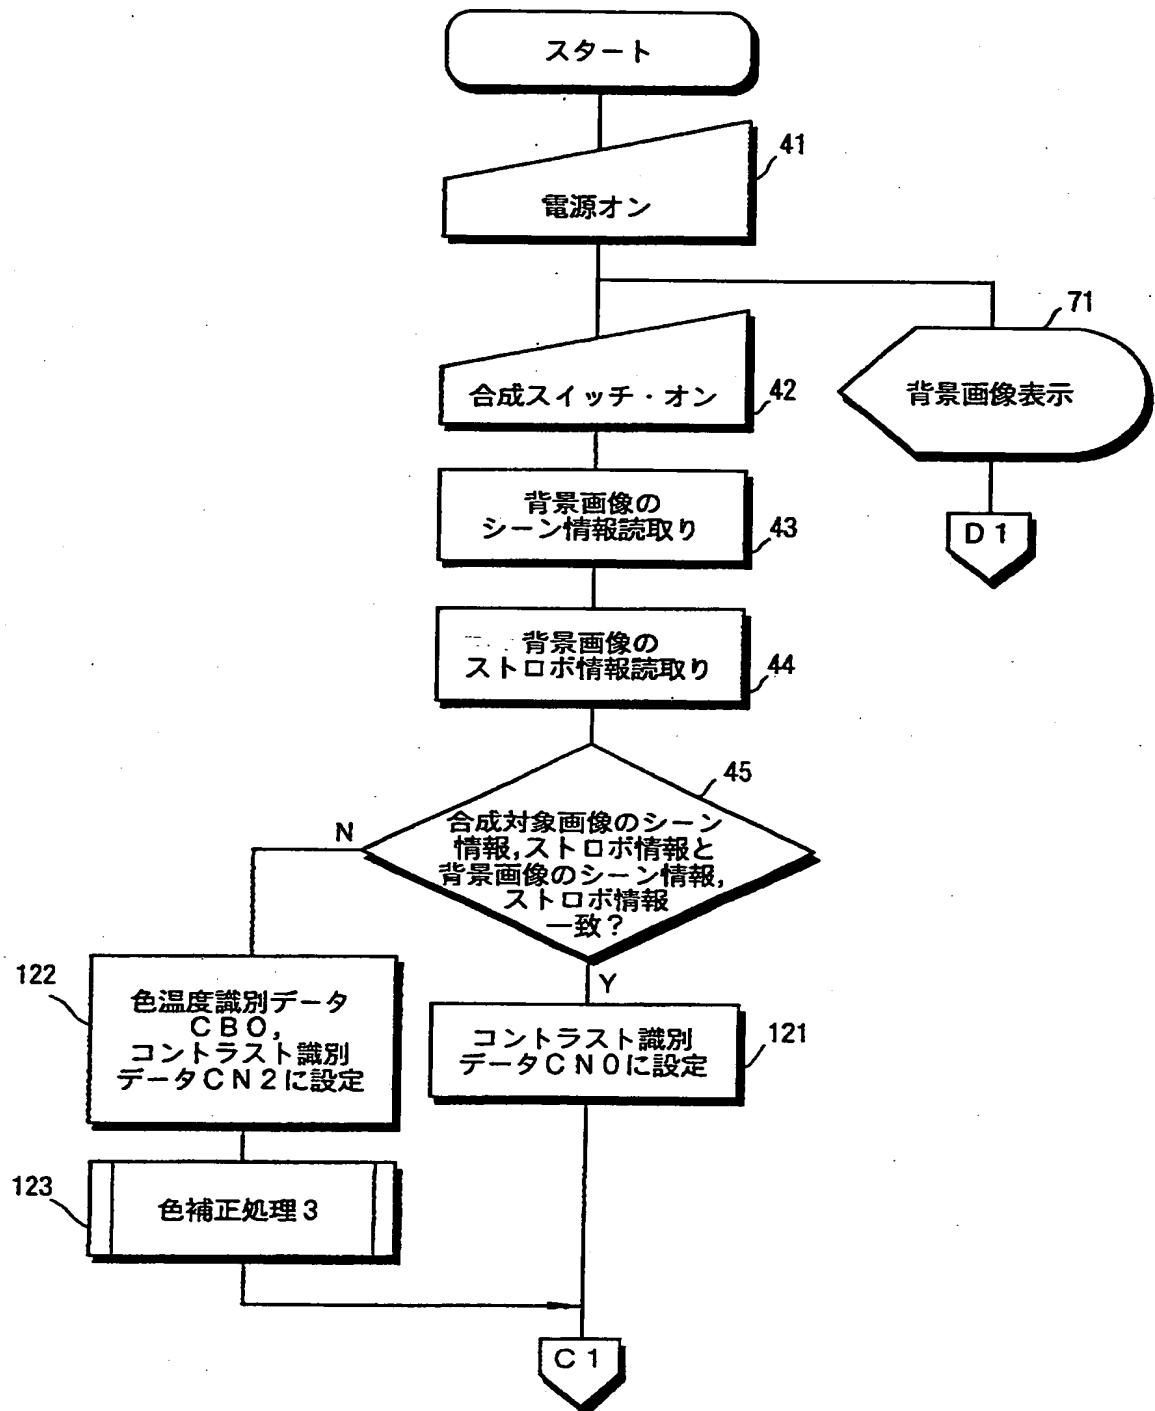 スタート
41
電源オン
71
背景画像表示
合成スイッチ・オン
42
背景画像の
シーン情報読取り
43
D1
背景画像の
ストロボ情報読取り
44
45
N
合成対象画像のシーン
情報,ストロボ情報と
背景画像のシーン情報,
ストロボ情報
一致?
Y
122
色温度識別データ
CB0,
コントラスト識別
データCN2に設定
コントラスト識別
データCN0に設定
121
123
色補正処理3
C1